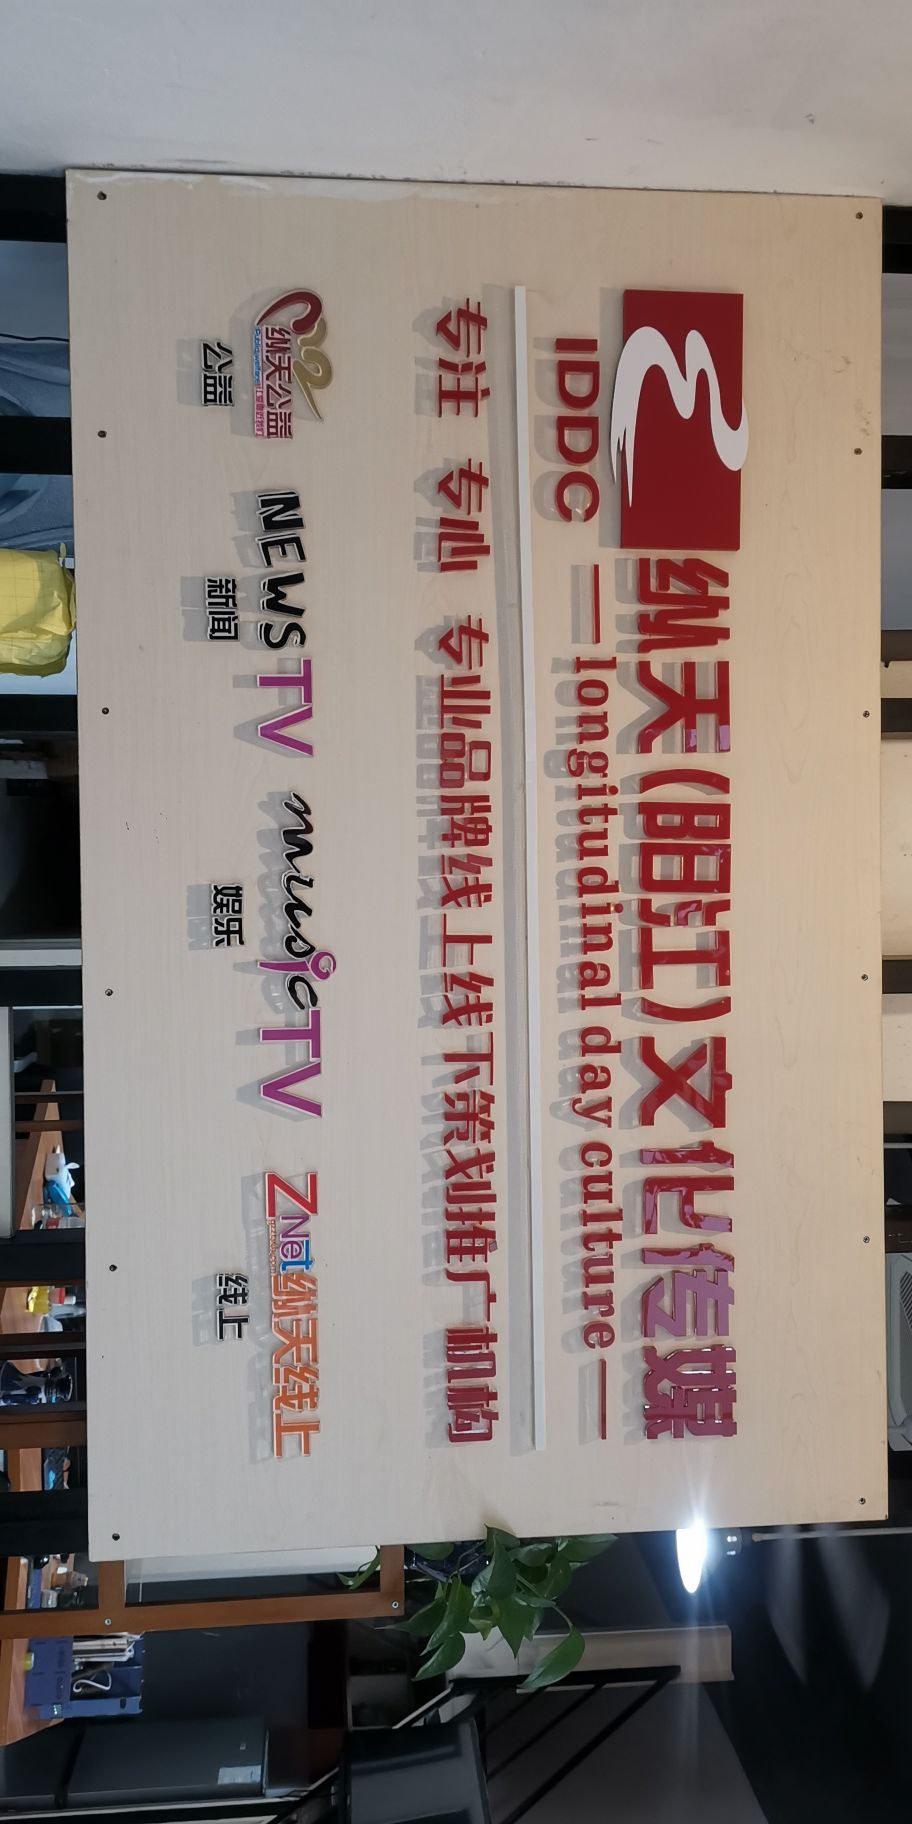 纵天(阳江)文化传媒
IDDC
longitudinal day culture
专注 专心 专业品牌线上线下策划推广机构
纵天公益
公益
NEWS TV
新闻
music TV
娱乐
ZNet 纵天线上
线上